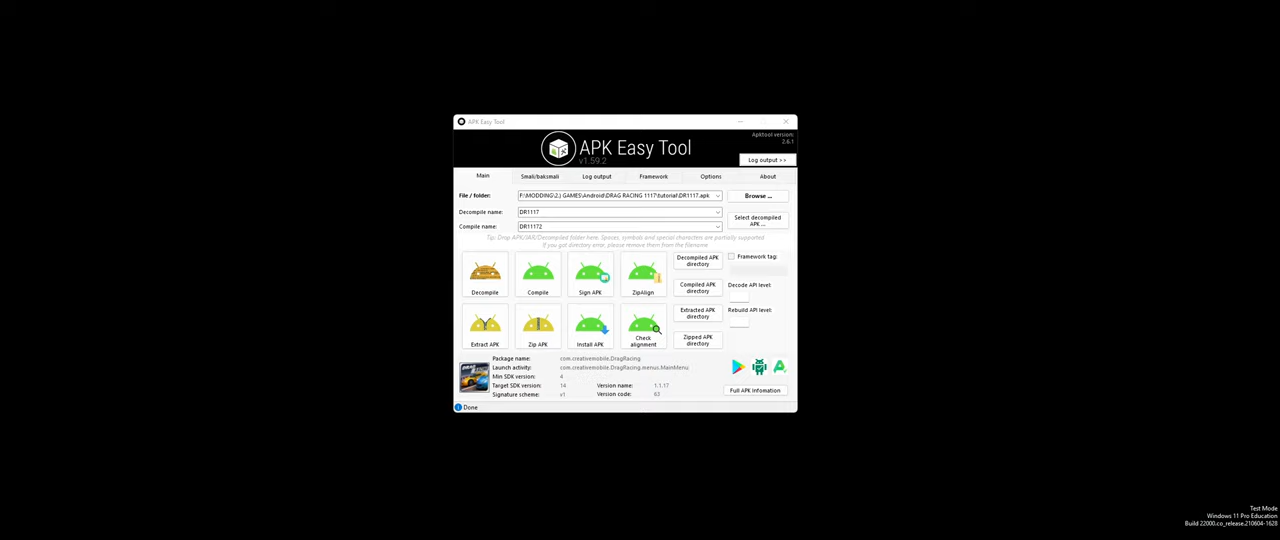 APK Easy Tool
APK Easy Tool
v1.59.2
Apktool version:
2.6.1
Log output >>
Main
Smali/baksmali
Log output
Framework
Options
About
File / folder:
F:\MODDING\2.) GAMES\Android\DRAG RACING 1117\tutorial\DR1117.apk
Browse ...
Decompile name:
DR1117
Select decompiled
APK ...
Compile name:
DR11172
Tip: Drop APK/JAR/Decompiled folder here. Spaces, symbols and special characters are partially supported
If you got directory error, please remove them from the filename
Decompile
Compile
Sign APK
ZipAlign
Decompiled APK
directory
Compiled APK
directory
Framework tag:
Decode API level:
Rebuild API level:
Extract APK
Zip APK
Install APK
Check
alignment
Extracted APK
directory
Zipped APK
directory
Package name:
com.creativemobile.DragRacing
Launch activity:
com.creativemobile.DragRacing.menus.MainMenu
Min SDK version:
4
Target SDK version:
14
Version name:
1.1.17
Signature scheme:
v1
Version code:
63
Full APK Infomation
Done
Test Mode
Windows 11 Pro Education
Build 22000.co_release.210604-1628